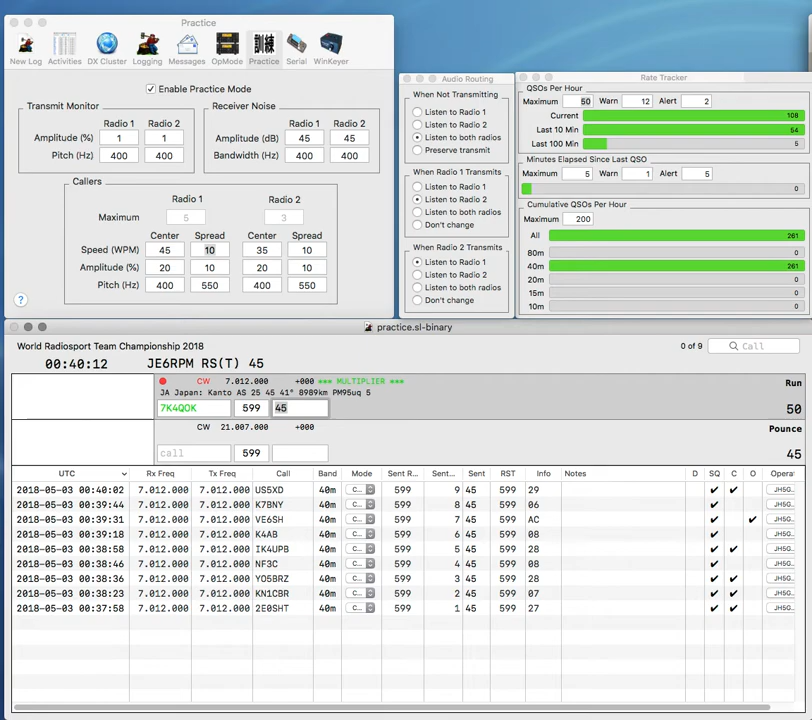 Practice
New Log Activities DX Cluster Logging Messages OpMode Practice Serial WinKeyer
訓練
Enable Practice Mode
Transmit Monitor
Radio 1 Radio 2
Amplitude (%) 1 1
Pitch (Hz) 400 400
Receiver Noise
Radio 1 Radio 2
Amplitude (dB) 45 45
Bandwidth (Hz) 400 400
Callers
Radio 1 Radio 2
Maximum 5 3
Center Spread Center Spread
Speed (WPM) 45 10 35 10
Amplitude (%) 20 10 20 10
Pitch (Hz) 400 550 400 550
?
Audio Routing
When Not Transmitting
Listen to Radio 1
Listen to Radio 2
Listen to both radios
Preserve transmit
When Radio 1 Transmits
Listen to Radio 1
Listen to Radio 2
Listen to both radios
Don't change
When Radio 2 Transmits
Listen to Radio 1
Listen to Radio 2
Listen to both radios
Don't change
Rate Tracker
QSOs Per Hour
Maximum 50 Warn 12 Alert 2
Current 108
Last 10 Min 54
Last 100 Min 5
Minutes Elapsed Since Last QSO
Maximum 5 Warn 1 Alert 5
0
Cumulative QSOs Per Hour
Maximum 200
All 261
80m 0
40m 261
20m 0
15m 0
10m 0
practice.sl-binary
World Radiosport Team Championship 2018
0 of 9 Call
00:40:12 JE6RPM RS(T) 45
CW 7.012.000 +000 *** MULTIPLIER *** Run
JA Japan: Kanto AS 25 45 41° 8989km PM95uq 5
7K4QOK 599 45 50
CW 21.007.000 +000 Pounce
call 599 45
UTC Rx Freq Tx Freq Call Band Mode Sent R... Sent... Sent RST Info Notes D SQ C O Opera
2018-05-03 00:40:02 7.012.000 7.012.000 US5XD 40m C... 599 9 45 599 29 ✔ ✔ JH5G...
2018-05-03 00:39:44 7.012.000 7.012.000 K7BNY 40m C... 599 8 45 599 06 ✔ JH5G...
2018-05-03 00:39:31 7.012.000 7.012.000 VE6SH 40m C... 599 7 45 599 AC ✔ ✔ JH5G...
2018-05-03 00:39:18 7.012.000 7.012.000 K4AB 40m C... 599 6 45 599 08 ✔ JH5G...
2018-05-03 00:38:58 7.012.000 7.012.000 IK4UPB 40m C... 599 5 45 599 28 ✔ ✔ JH5G...
2018-05-03 00:38:46 7.012.000 7.012.000 NF3C 40m C... 599 4 45 599 08 ✔ JH5G...
2018-05-03 00:38:36 7.012.000 7.012.000 YO5BRZ 40m C... 599 3 45 599 28 ✔ ✔ JH5G...
2018-05-03 00:38:23 7.012.000 7.012.000 KN1CBR 40m C... 599 2 45 599 07 ✔ ✔ JH5G...
2018-05-03 00:37:58 7.012.000 7.012.000 2E0SHT 40m C... 599 1 45 599 27 ✔ ✔ JH5G...